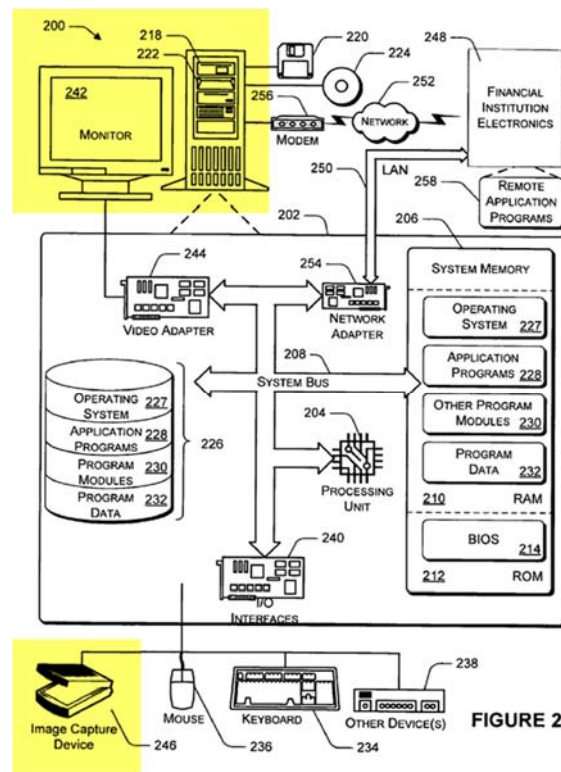 200
218
222
220
224
248
242
MONITOR
256
MODEM
252
NETWORK
FINANCIAL
INSTITUTION
ELECTRONICS
250
LAN
258
REMOTE
APPLICATION
PROGRAMS
202
206
244
VIDEO ADAPTER
254
NETWORK
ADAPTER
SYSTEM MEMORY
OPERATING
SYSTEM 227
APPLICATION
PROGRAMS 228
OTHER PROGRAM
MODULES 230
PROGRAM
DATA 232
210 RAM
BIOS 214
212 ROM
208
SYSTEM BUS
OPERATING 227
SYSTEM
APPLICATION 228
PROGRAMS
PROGRAM 230
MODULES
PROGRAM 232
DATA
226
204
PROCESSING
UNIT
240
I/O
INTERFACES
Image Capture
Device
246
MOUSE
236
KEYBOARD
234
238
OTHER DEVICE(S)
FIGURE 2